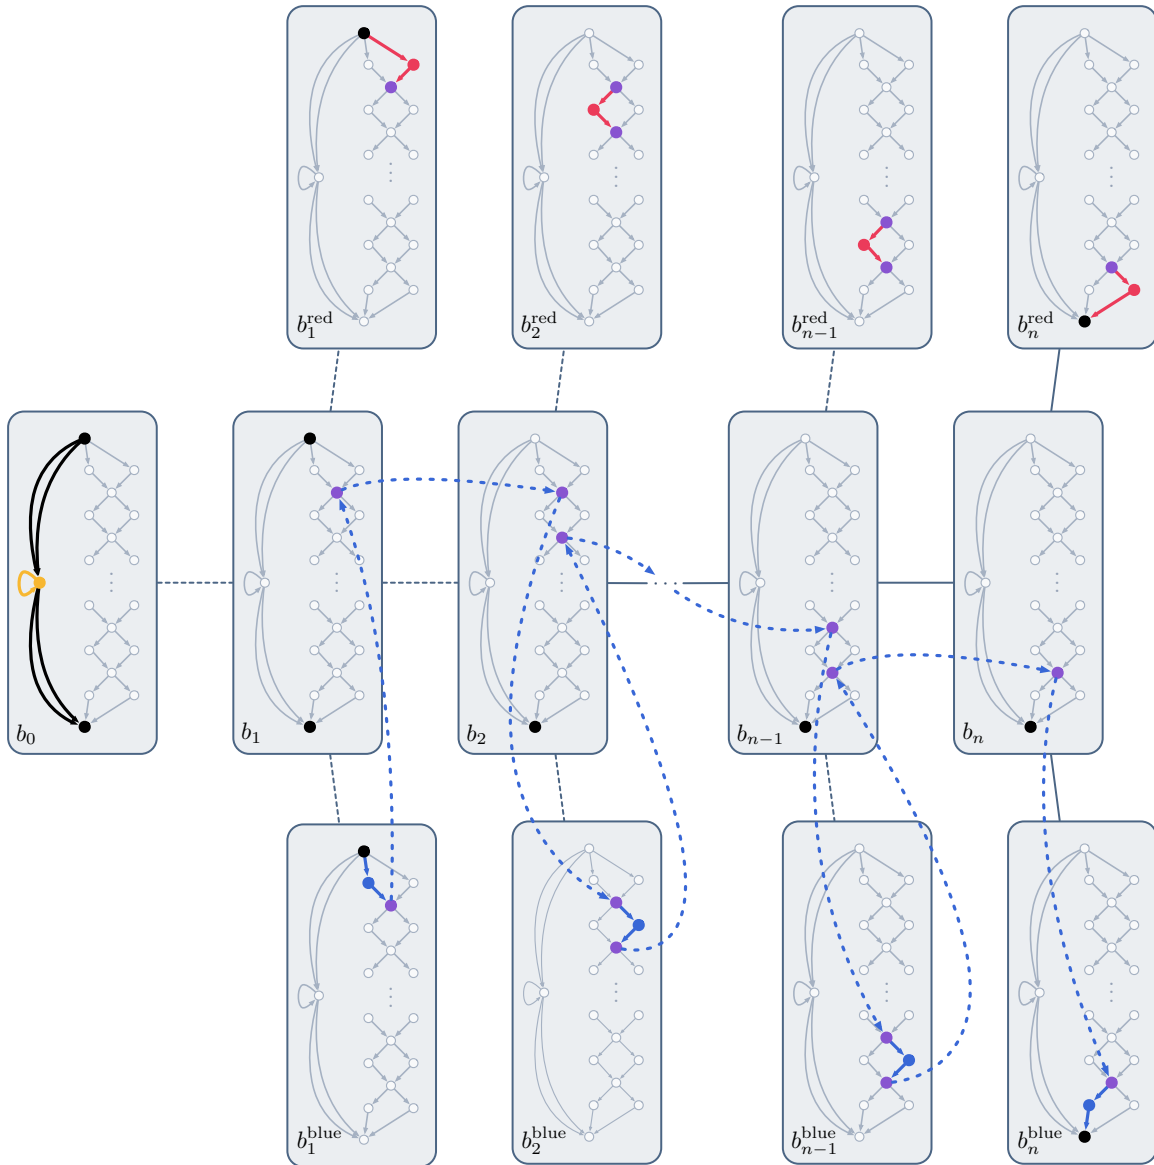 b_1^red b_2^red b_{n-1}^red b_n^red
b_0 b_1 b_2 ... b_{n-1} b_n
b_1^blue b_2^blue b_{n-1}^blue b_n^blue